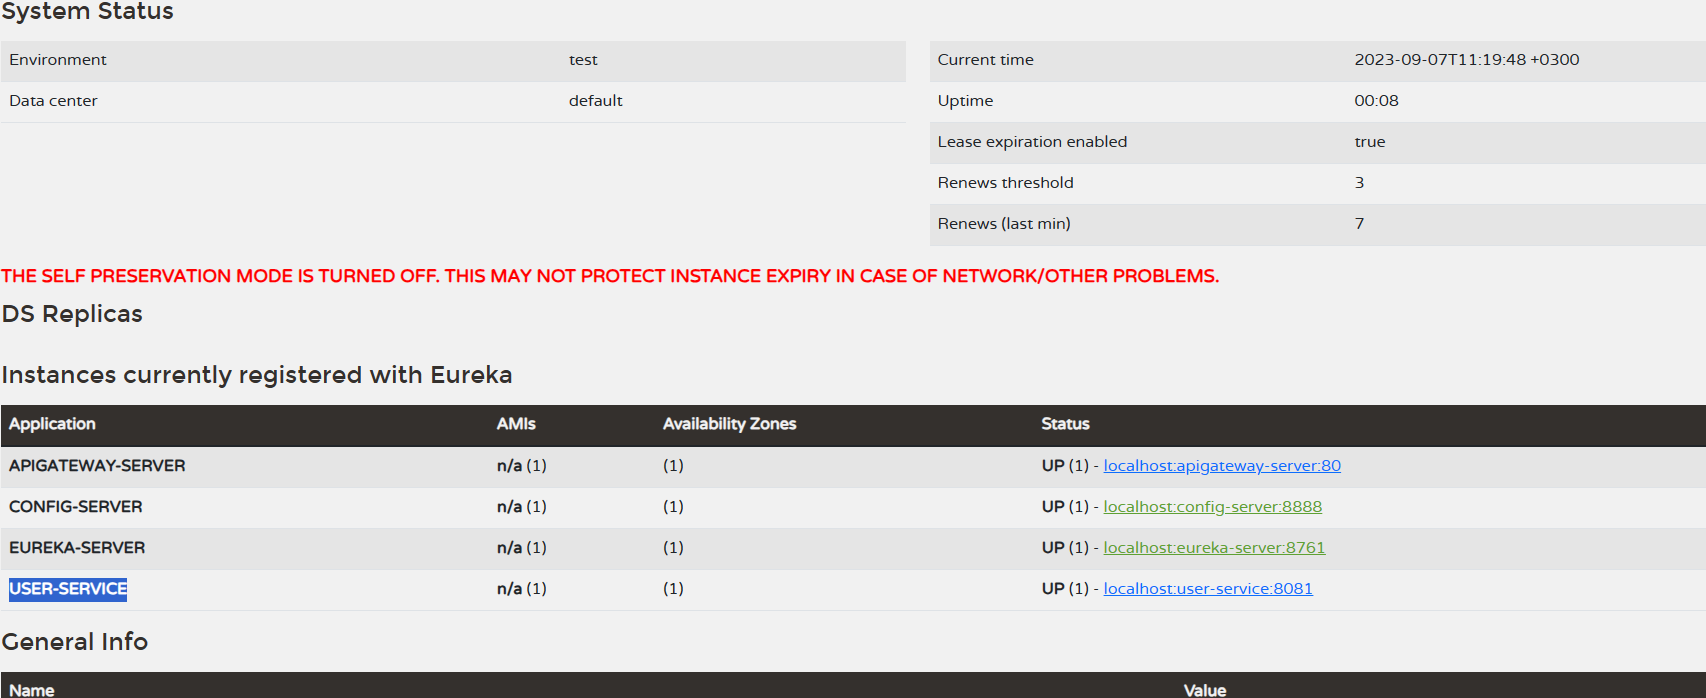 System Status
Environment test
Data center default
Current time 2023-09-07T11:19:48 +0300
Uptime 00:08
Lease expiration enabled true
Renews threshold 3
Renews (last min) 7
THE SELF PRESERVATION MODE IS TURNED OFF. THIS MAY NOT PROTECT INSTANCE EXPIRY IN CASE OF NETWORK/OTHER PROBLEMS.
DS Replicas
Instances currently registered with Eureka
Application AMIs Availability Zones Status
APIGATEWAY-SERVER n/a (1) (1) UP (1) - localhost:apigateway-server:80
CONFIG-SERVER n/a (1) (1) UP (1) - localhost:config-server:8888
EUREKA-SERVER n/a (1) (1) UP (1) - localhost:eureka-server:8761
USER-SERVICE n/a (1) (1) UP (1) - localhost:user-service:8081
General Info
Name Value